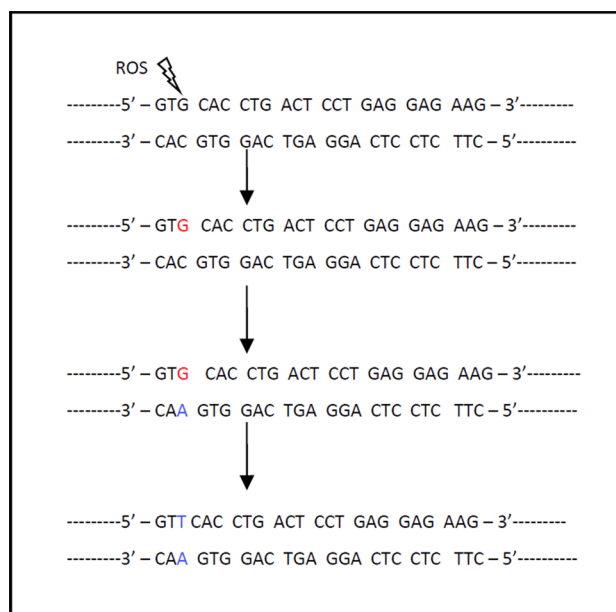 ROS
---------5′ – GTG CAC CTG ACT CCT GAG GAG AAG – 3′---------
---------3′ – CAC GTG GAC TGA GGA CTC CTC TTC – 5′----------
---------5′ – GTG CAC CTG ACT CCT GAG GAG AAG – 3′----------
---------3′ – CAC GTG GAC TGA GGA CTC CTC TTC – 5′----------
---------5′ – GTG CAC CTG ACT CCT GAG GAG AAG – 3′---------
---------3′ – CAA GTG GAC TGA GGA CTC CTC TTC – 5′----------
---------5′ – GTT CAC CTG ACT CCT GAG GAG AAG – 3′---------
---------3′ – CAA GTG GAC TGA GGA CTC CTC TTC – 5′----------